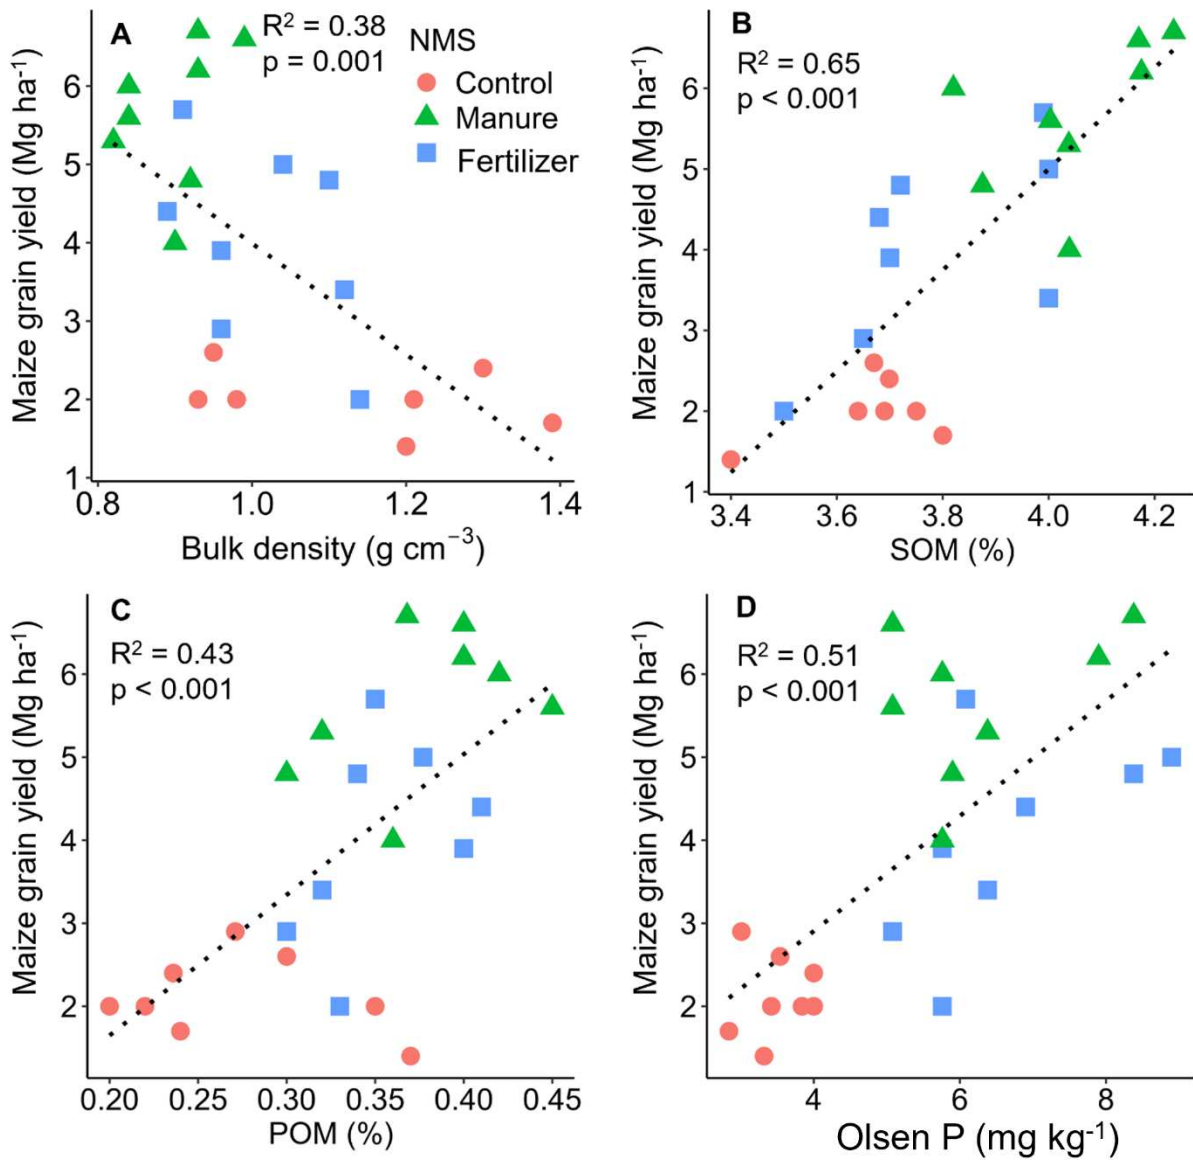 A
R² = 0.38
p = 0.001
NMS
Control
Manure
Fertilizer
Maize grain yield (Mg ha⁻¹)
6
5
4
3
2
1
0.8 1.0 1.2 1.4
Bulk density (g cm⁻³)
B
R² = 0.65
p < 0.001
Maize grain yield (Mg ha⁻¹)
6
5
4
3
2
1
3.4 3.6 3.8 4.0 4.2
SOM (%)
C
R² = 0.43
p < 0.001
Maize grain yield (Mg ha⁻¹)
6
5
4
3
2
0.20 0.25 0.30 0.35 0.40 0.45
POM (%)
D
R² = 0.51
p < 0.001
Maize grain yield (Mg ha⁻¹)
6
5
4
3
2
4 6 8
Olsen P (mg kg⁻¹)